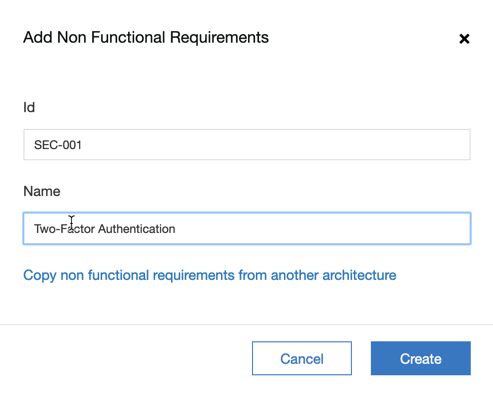 Add Non Functional Requirements
Id
SEC-001
Name
Two-Factor Authentication
Copy non functional requirements from another architecture
Cancel
Create